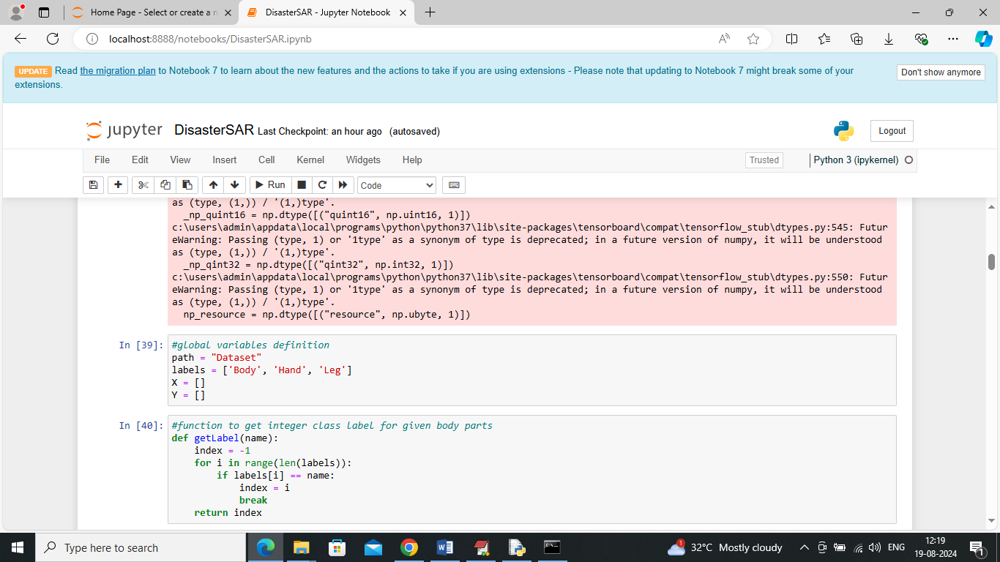 Home Page - Select or create a n
DisasterSAR - Jupyter Notebook
localhost:8888/notebooks/DisasterSAR.ipynb
UPDATE Read the migration plan to Notebook 7 to learn about the new features and the actions to take if you are using extensions - Please note that updating to Notebook 7 might break some of your
extensions.
Don't show anymore
jupyter DisasterSAR Last Checkpoint: an hour ago (autosaved)
Logout
File Edit View Insert Cell Kernel Widgets Help
Trusted
Python 3 (ipykernel)
Run
Code
as (type, (1,)) / '(1,)type'.
  _np_quint16 = np.dtype([("quint16", np.uint16, 1)])
c:\users\admin\appdata\local\programs\python\python37\lib\site-packages\tensorboard\compat\tensorflow_stub\dtypes.py:545: Futur
eWarning: Passing (type, 1) or '1type' as a synonym of type is deprecated; in a future version of numpy, it will be understood
as (type, (1,)) / '(1,)type'.
  _np_qint32 = np.dtype([("qint32", np.int32, 1)])
c:\users\admin\appdata\local\programs\python\python37\lib\site-packages\tensorboard\compat\tensorflow_stub\dtypes.py:550: Futur
eWarning: Passing (type, 1) or '1type' as a synonym of type is deprecated; in a future version of numpy, it will be understood
as (type, (1,)) / '(1,)type'.
  np_resource = np.dtype([("resource", np.ubyte, 1)])
In [39]:
#global variables definition
path = "Dataset"
labels = ['Body', 'Hand', 'Leg']
X = []
Y = []
In [40]:
#function to get integer class label for given body parts
def getLabel(name):
    index = -1
    for i in range(len(labels)):
        if labels[i] == name:
            index = i
            break
    return index
Type here to search
1
32°C Mostly cloudy
ENG
12:19
19-08-2024
1